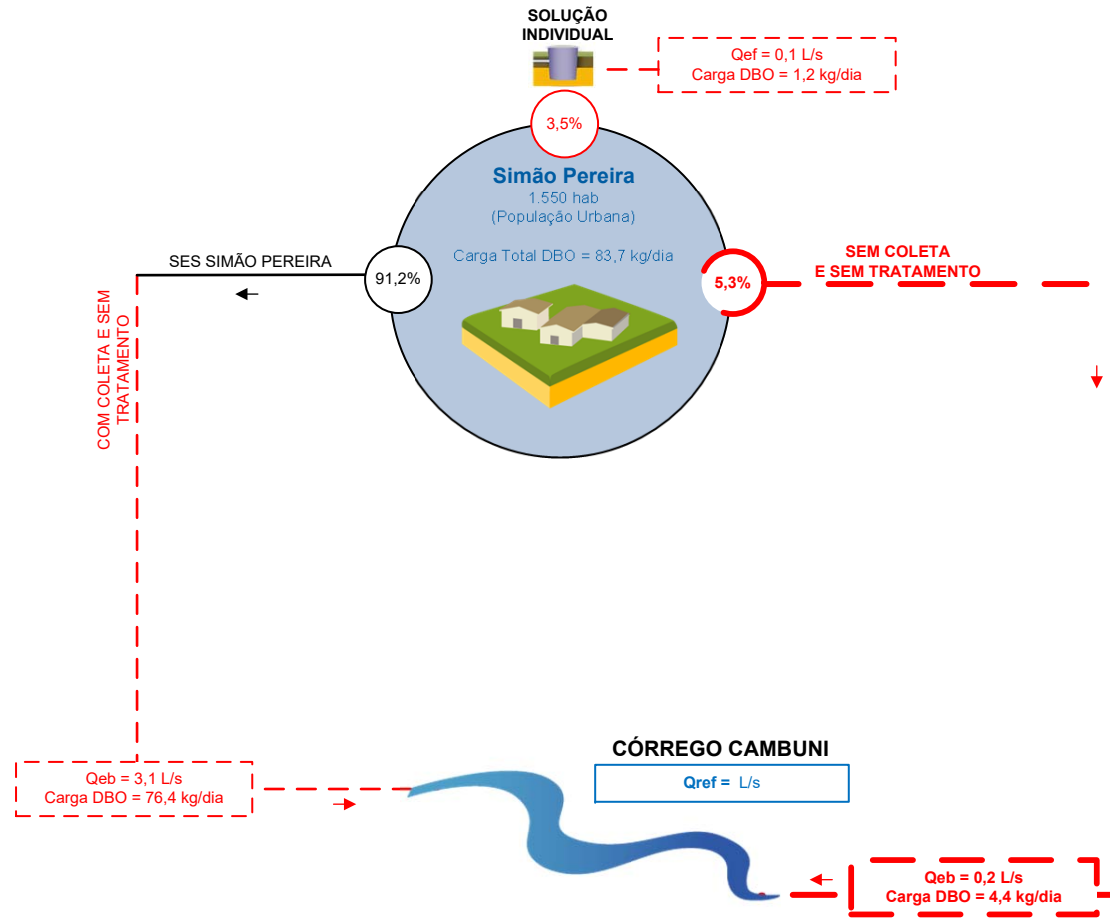 SOLUÇÃO
INDIVIDUAL
Qef = 0,1 L/s
Carga DBO = 1,2 kg/dia
3,5%
Simão Pereira
1.550 hab
(População Urbana)
Carga Total DBO = 83,7 kg/dia
SES SIMÃO PEREIRA
91,2%
5,3%
SEM COLETA
E SEM TRATAMENTO
COM COLETA E SEM
TRATAMENTO
CÓRREGO CAMBUNI
Qref = L/s
Qeb = 3,1 L/s
Carga DBO = 76,4 kg/dia
Qeb = 0,2 L/s
Carga DBO = 4,4 kg/dia